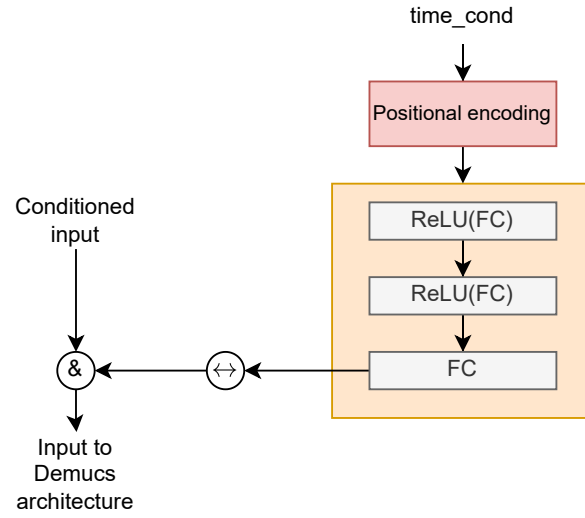 time_cond
Positional encoding
ReLU(FC)
ReLU(FC)
FC
Conditioned
input
&
↔
Input to
Demucs
architecture